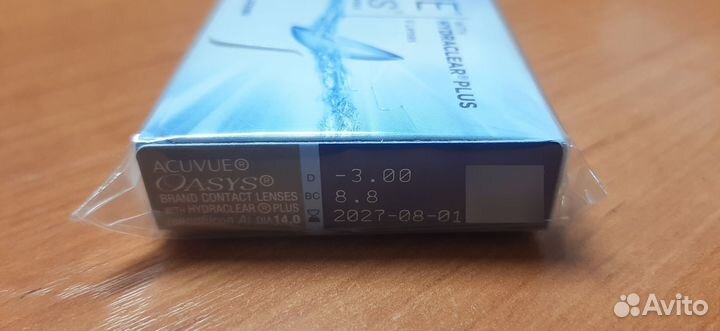 E WITH
S®
HYDRACLEAR® PLUS
ACUVUE®
OASYS®
BRAND CONTACT LENSES
WITH HYDRACLEAR® PLUS
DIA 14.0
D -3.00
BC 8.8
2027-08-01
Avito